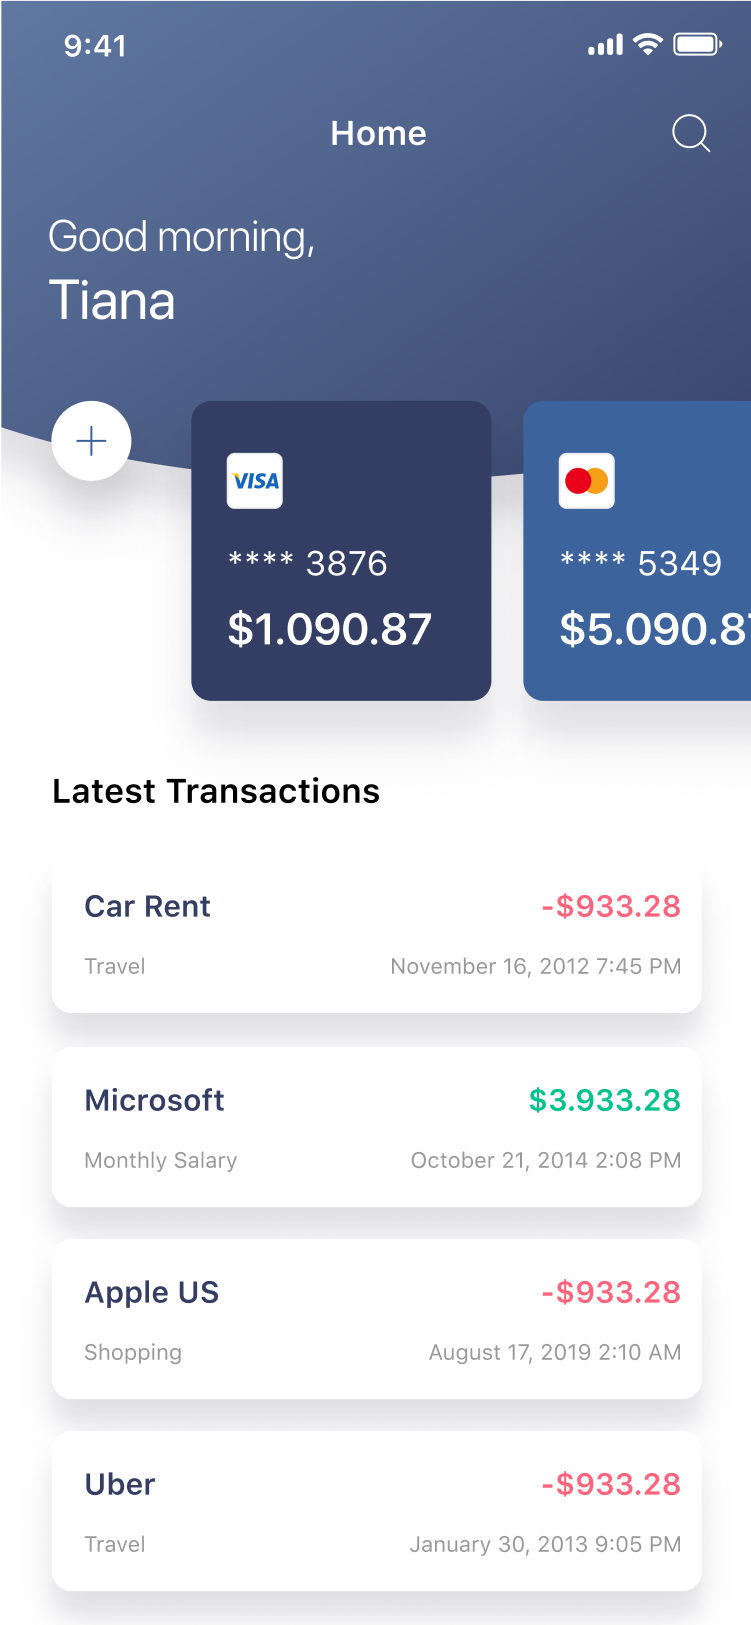 9:41
Home
Good morning,
Tiana
VISA
**** 3876
$1.090.87
**** 5349
$5.090.8
Latest Transactions
Car Rent -$933.28
Travel November 16, 2012 7:45 PM
Microsoft $3.933.28
Monthly Salary October 21, 2014 2:08 PM
Apple US -$933.28
Shopping August 17, 2019 2:10 AM
Uber -$933.28
Travel January 30, 2013 9:05 PM